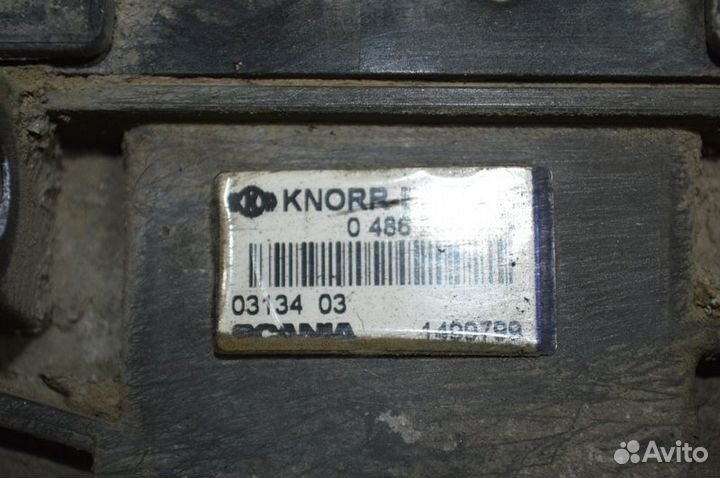 KNORR
0 486
03134 03
SCANIA
Avito